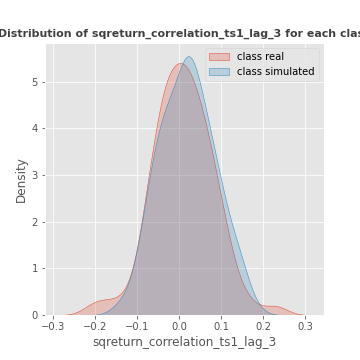 Distribution of sqreturn_correlation_ts1_lag_3 for each clas
class real
class simulated
5
4
3
2
1
0
Density
−0.3 −0.2 −0.1 0.0 0.1 0.2 0.3
sqreturn_correlation_ts1_lag_3